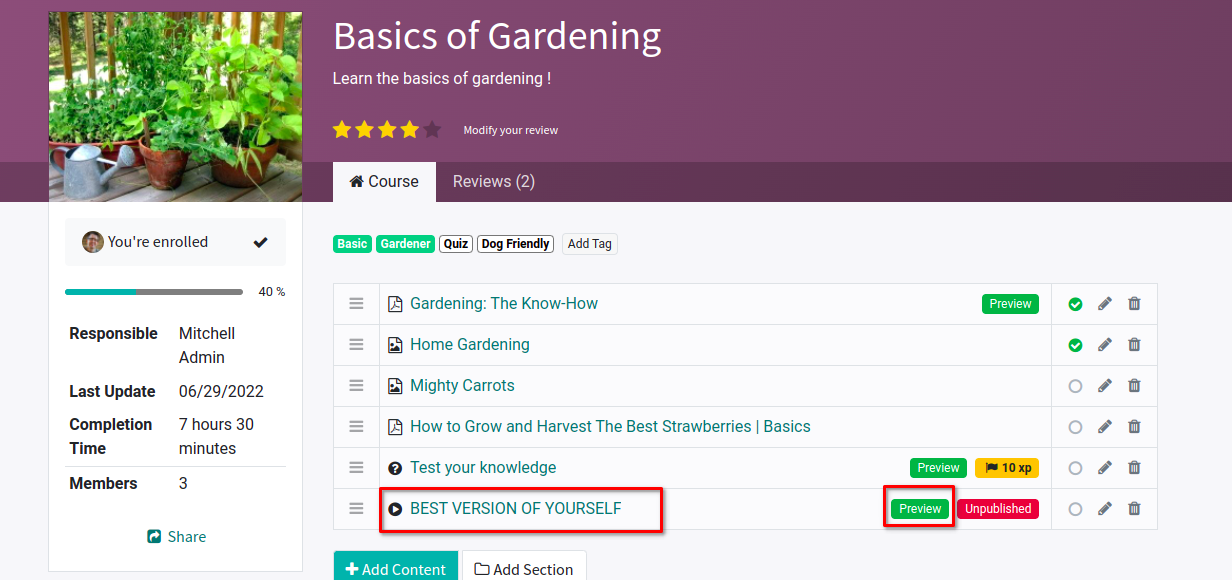 Basics of Gardening
Learn the basics of gardening !
Modify your review
Course
Reviews (2)
You're enrolled
40 %
Responsible Mitchell
Admin
Last Update 06/29/2022
Completion 7 hours 30
Time minutes
Members 3
Share
Basic Gardener Quiz Dog Friendly Add Tag
Gardening: The Know-How Preview
Home Gardening
Mighty Carrots
How to Grow and Harvest The Best Strawberries | Basics
Test your knowledge Preview 10 xp
BEST VERSION OF YOURSELF Preview Unpublished
Add Content Add Section